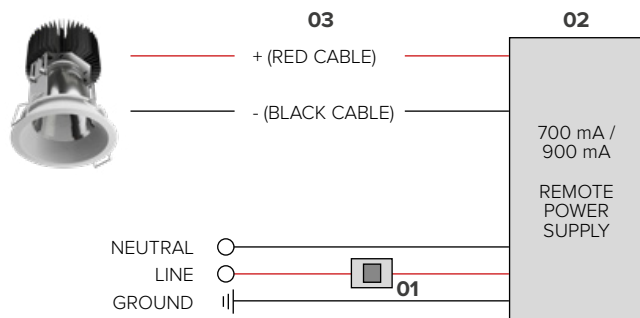 03
02
+ (RED CABLE)
- (BLACK CABLE)
700 mA /
900 mA
REMOTE
POWER
SUPPLY
NEUTRAL
LINE
01
GROUND